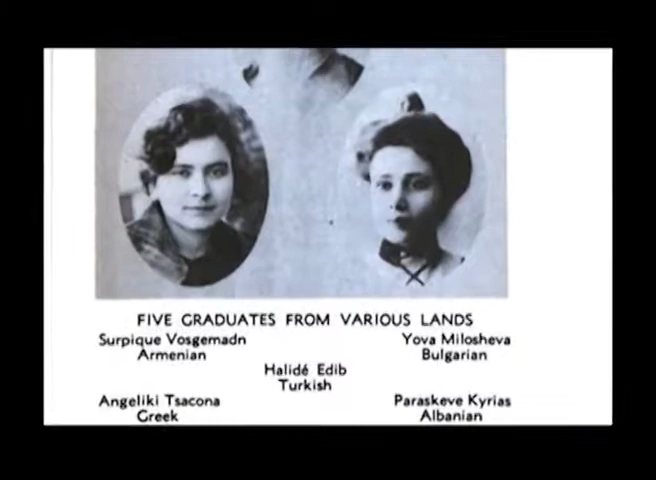 FIVE GRADUATES FROM VARIOUS LANDS
Surpique Vosgemadn
Armenian
Yova Milosheva
Bulgarian
Halidé Edib
Turkish
Angeliki Tsacona
Greek
Paraskeve Kyrias
Albanian